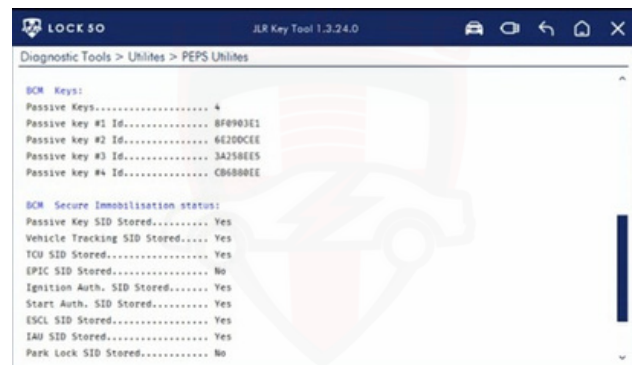 LOCK 50
JLR Key Tool 1.3.24.0
Diagnostic Tools > Utilites > PEPS Utilites
BCM Keys:
Passive Keys.................... 4
Passive key #1 Id............... 8F0903E1
Passive key #2 Id............... 6E2DDCEE
Passive key #3 Id............... 3A258EE5
Passive key #4 Id............... CB6B80EE
BCM Secure Immobilisation status:
Passive Key SID Stored.......... Yes
Vehicle Tracking SID Stored..... Yes
TCU SID Stored.................. Yes
EPIC SID Stored................. No
Ignition Auth. SID Stored....... Yes
Start Auth. SID Stored.......... Yes
ESCL SID Stored................. Yes
IAU SID Stored.................. Yes
Park Lock SID Stored............ No